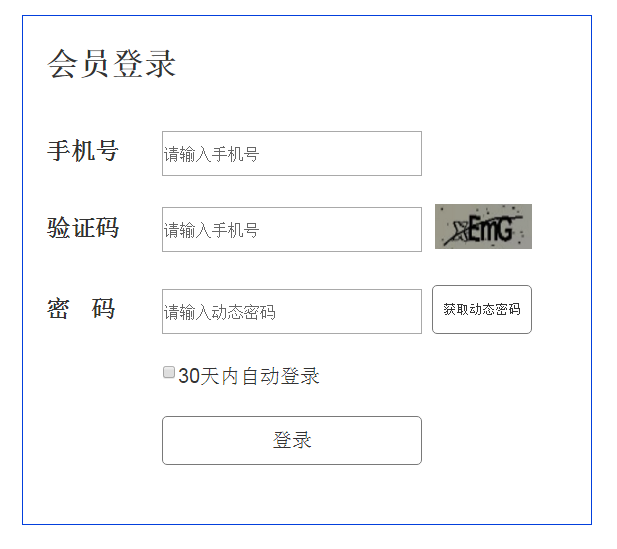 会员登录
手机号 请输入手机号
验证码 请输入手机号 xEmG
密 码 请输入动态密码 获取动态密码
30天内自动登录
登录